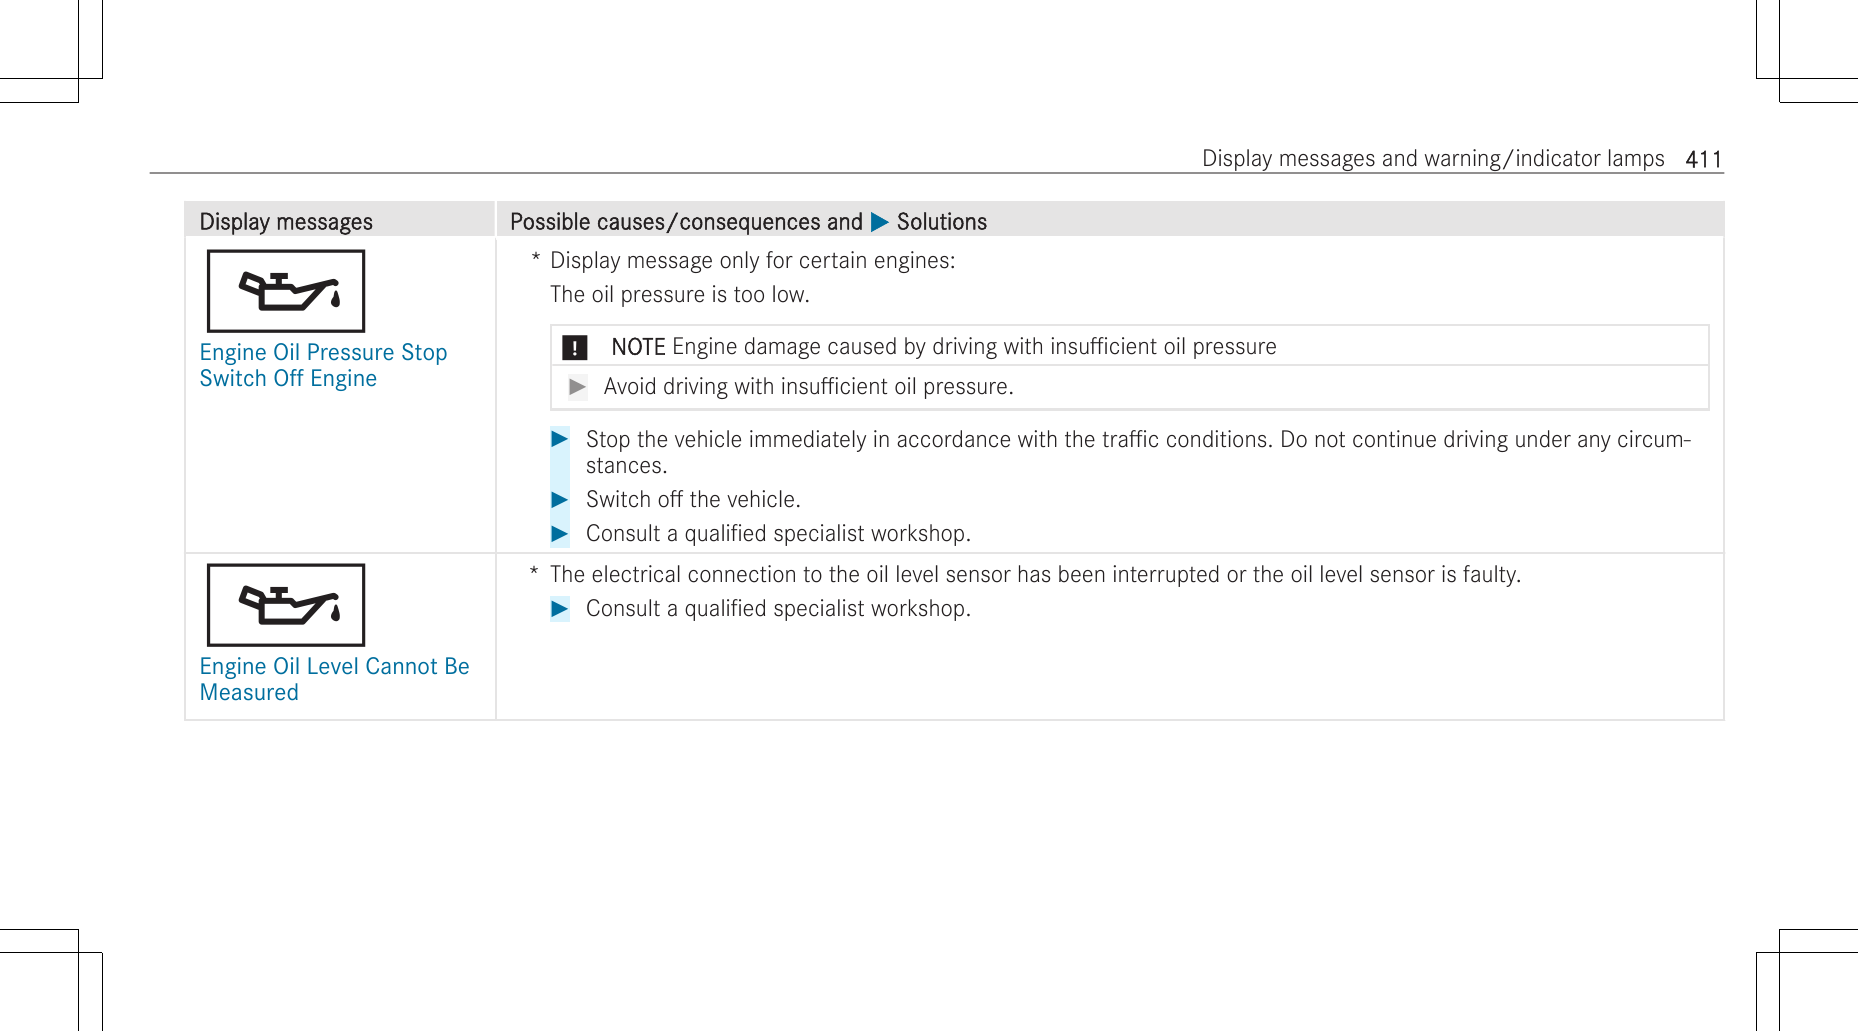 Display messages and warning/indicator lamps 411
Display messages
Possible causes/consequences and ▶ Solutions
Engine Oil Pressure Stop
Switch Off Engine
* Display message only for certain engines:
The oil pressure is too low.
! NOTE Engine damage caused by driving with insufficient oil pressure
▶ Avoid driving with insufficient oil pressure.
▶ Stop the vehicle immediately in accordance with the traffic conditions. Do not continue driving under any circum-
stances.
▶ Switch off the vehicle.
▶ Consult a qualified specialist workshop.
Engine Oil Level Cannot Be
Measured
* The electrical connection to the oil level sensor has been interrupted or the oil level sensor is faulty.
▶ Consult a qualified specialist workshop.